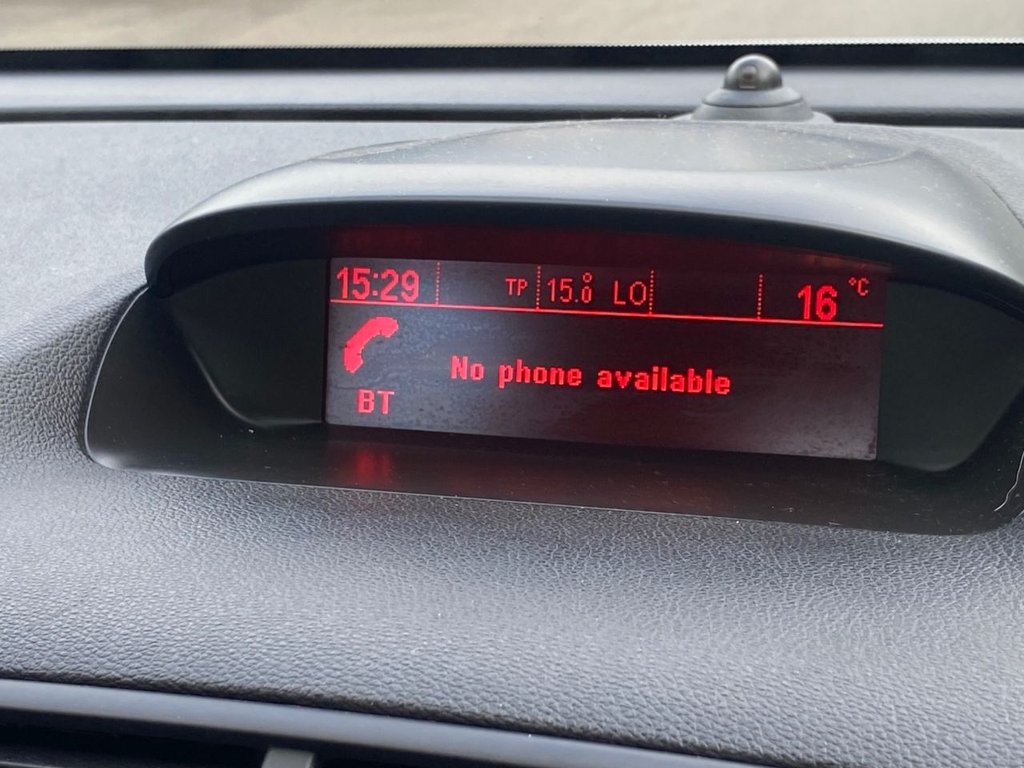 15:29 TP 15.0° LO 16 °C
No phone available
BT